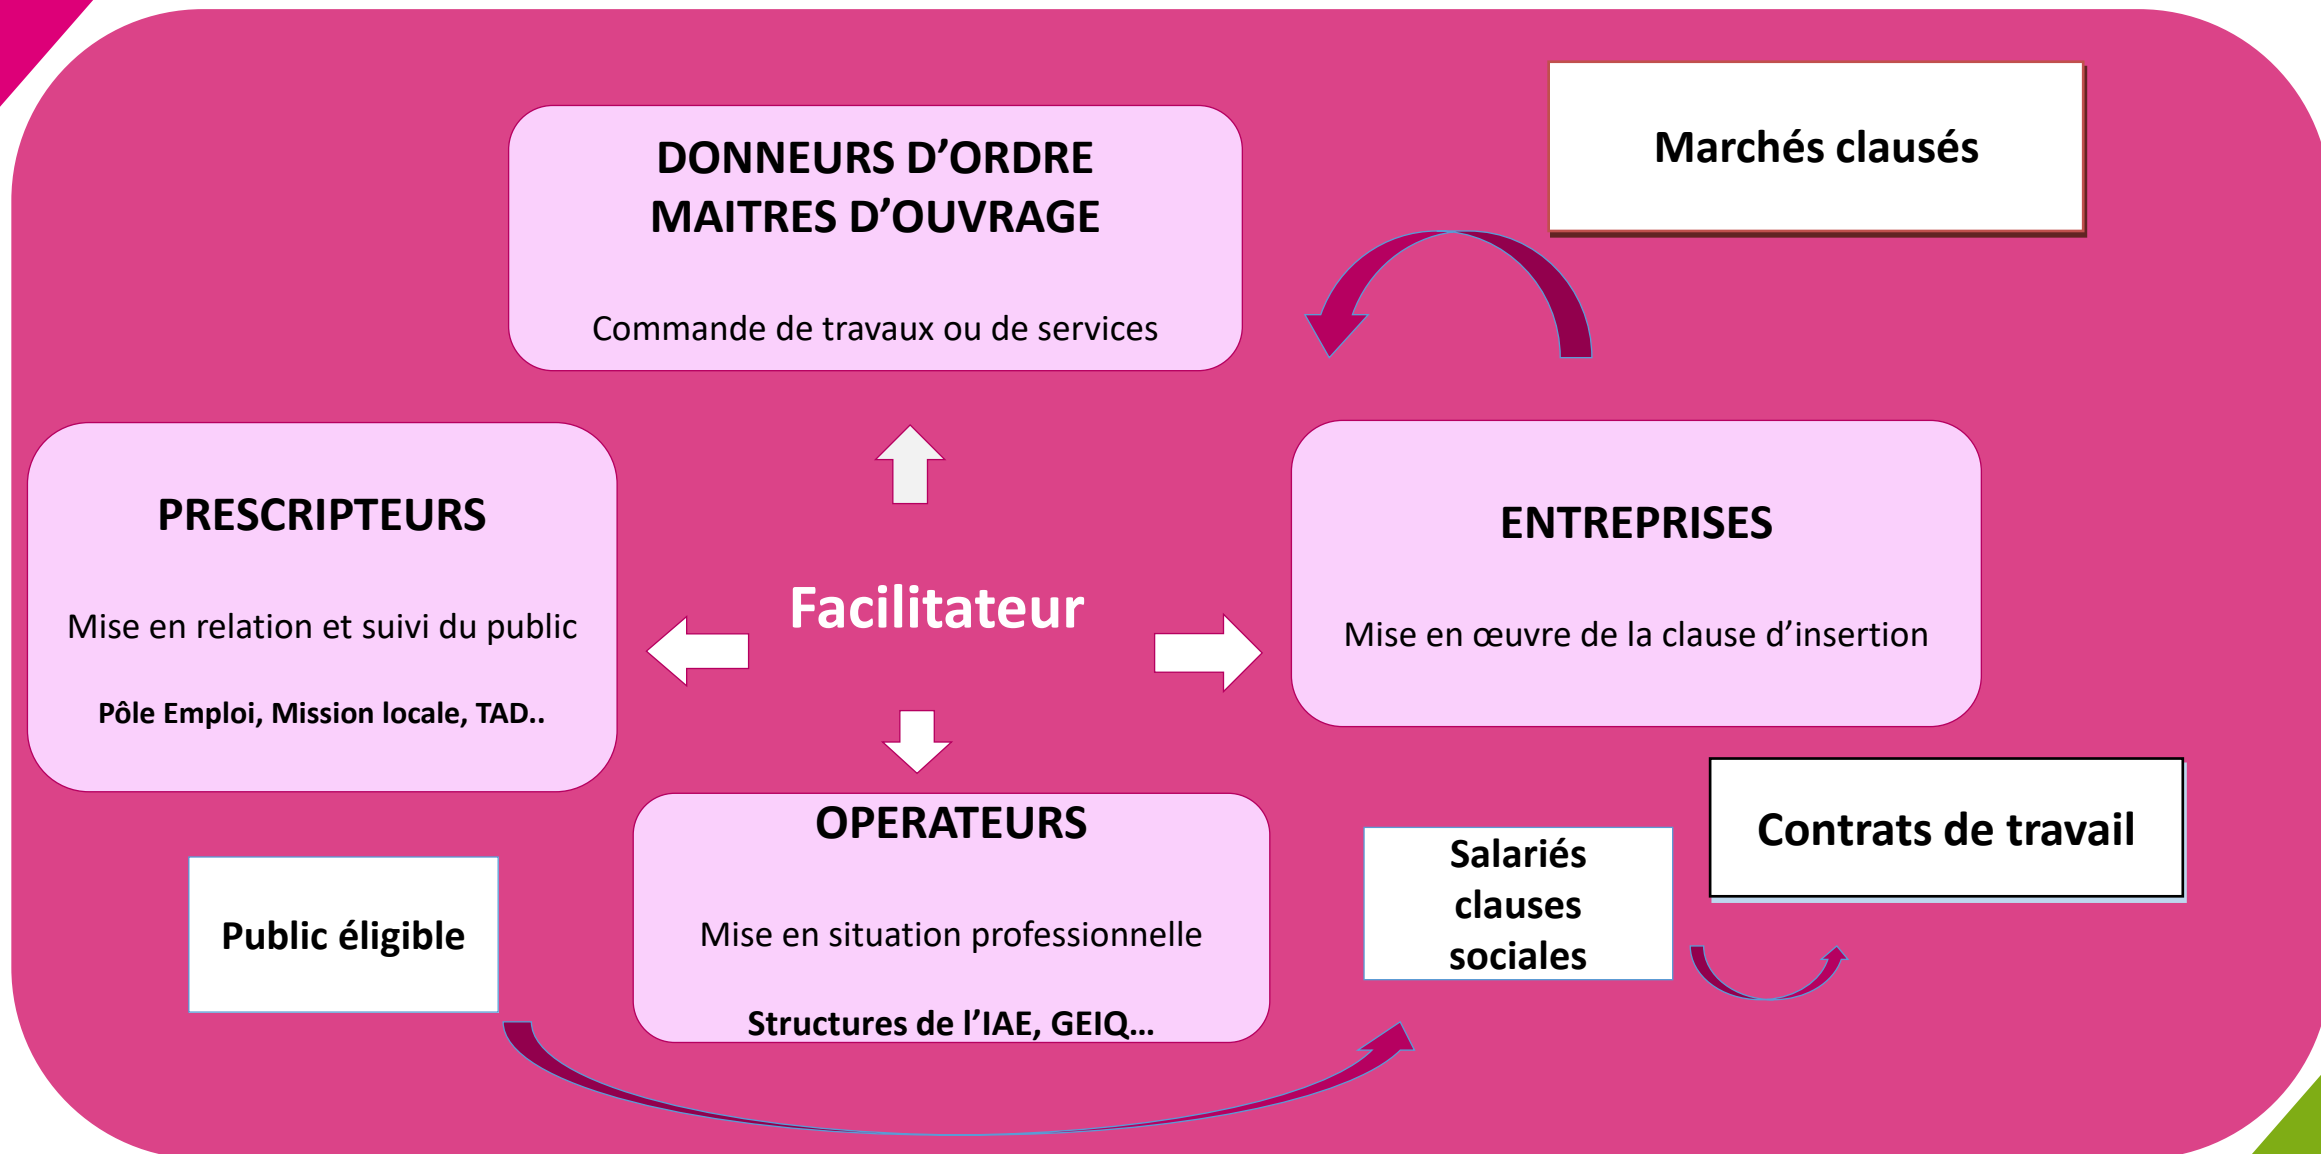 Marchés clausés
DONNEURS D’ORDRE
MAITRES D’OUVRAGE
Commande de travaux ou de services
PRESCRIPTEURS
Mise en relation et suivi du public
Pôle Emploi, Mission locale, TAD..
Facilitateur
ENTREPRISES
Mise en œuvre de la clause d’insertion
OPERATEURS
Mise en situation professionnelle
Structures de l’IAE, GEIQ…
Public éligible
Salariés
clauses
sociales
Contrats de travail